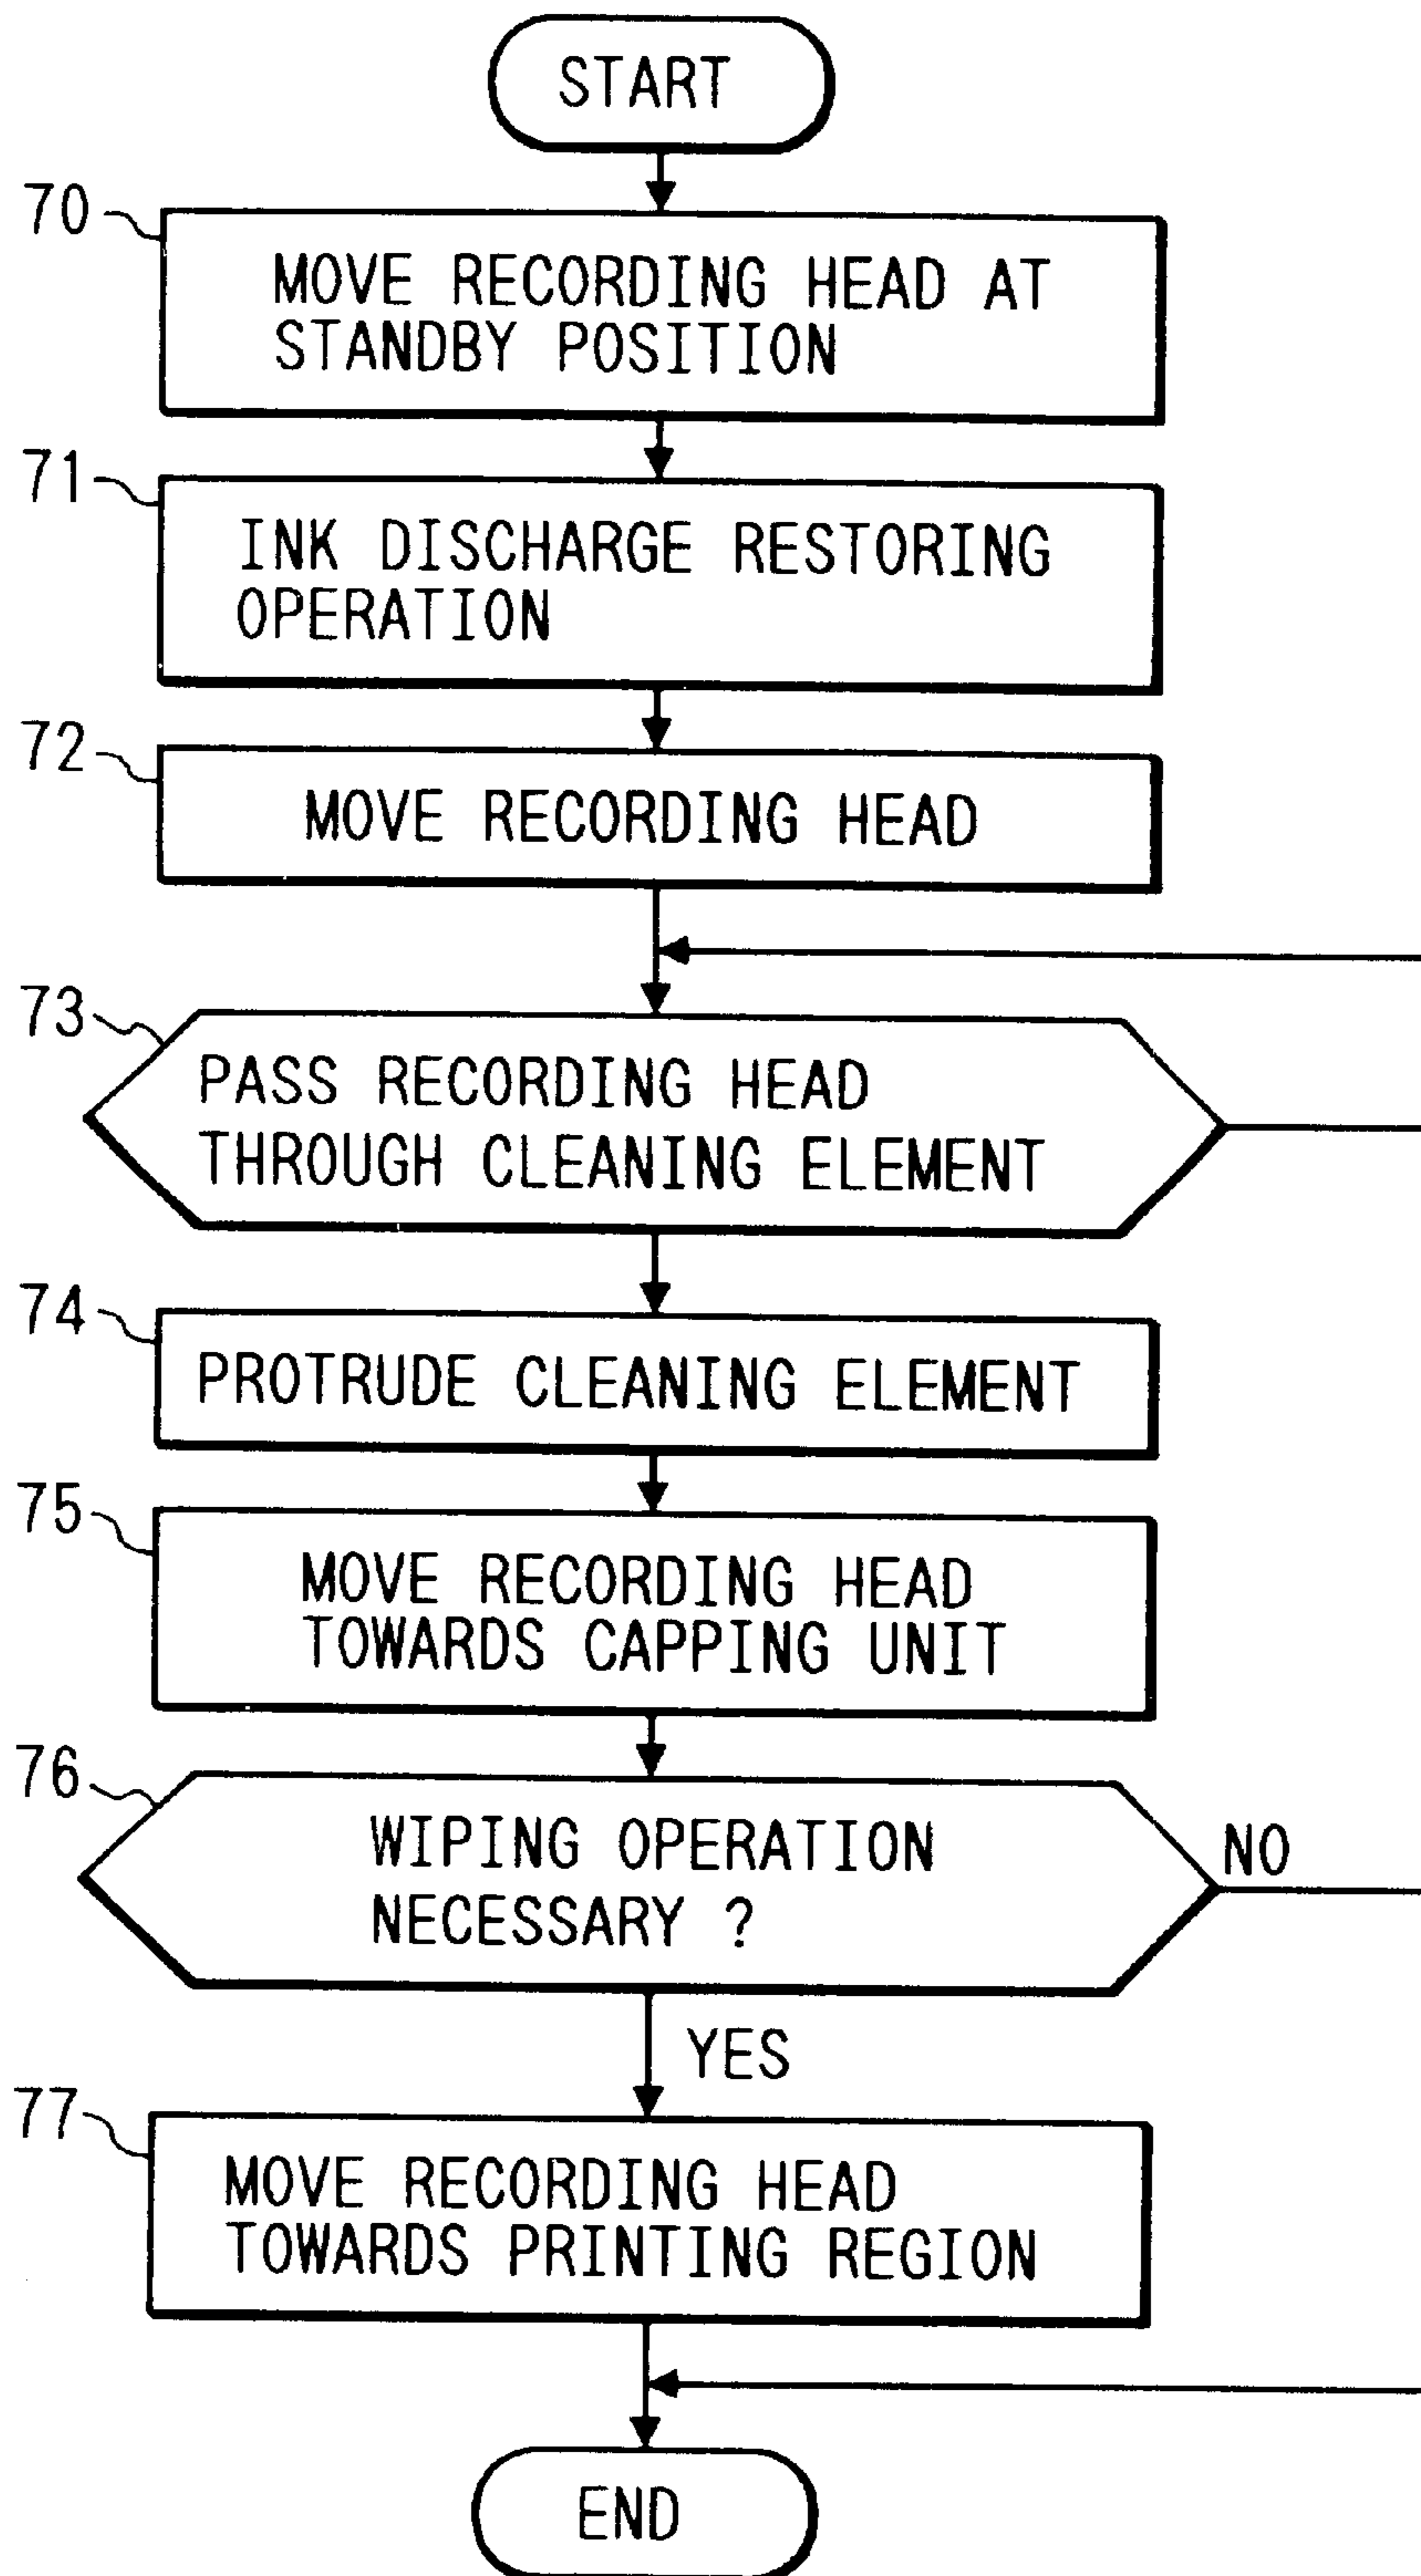 START
70
MOVE RECORDING HEAD AT
STANDBY POSITION
71
INK DISCHARGE RESTORING
OPERATION
72
MOVE RECORDING HEAD
73
PASS RECORDING HEAD
THROUGH CLEANING ELEMENT
74
PROTRUDE CLEANING ELEMENT
75
MOVE RECORDING HEAD
TOWARDS CAPPING UNIT
76
WIPING OPERATION
NECESSARY ?
NO
YES
77
MOVE RECORDING HEAD
TOWARDS PRINTING REGION
END